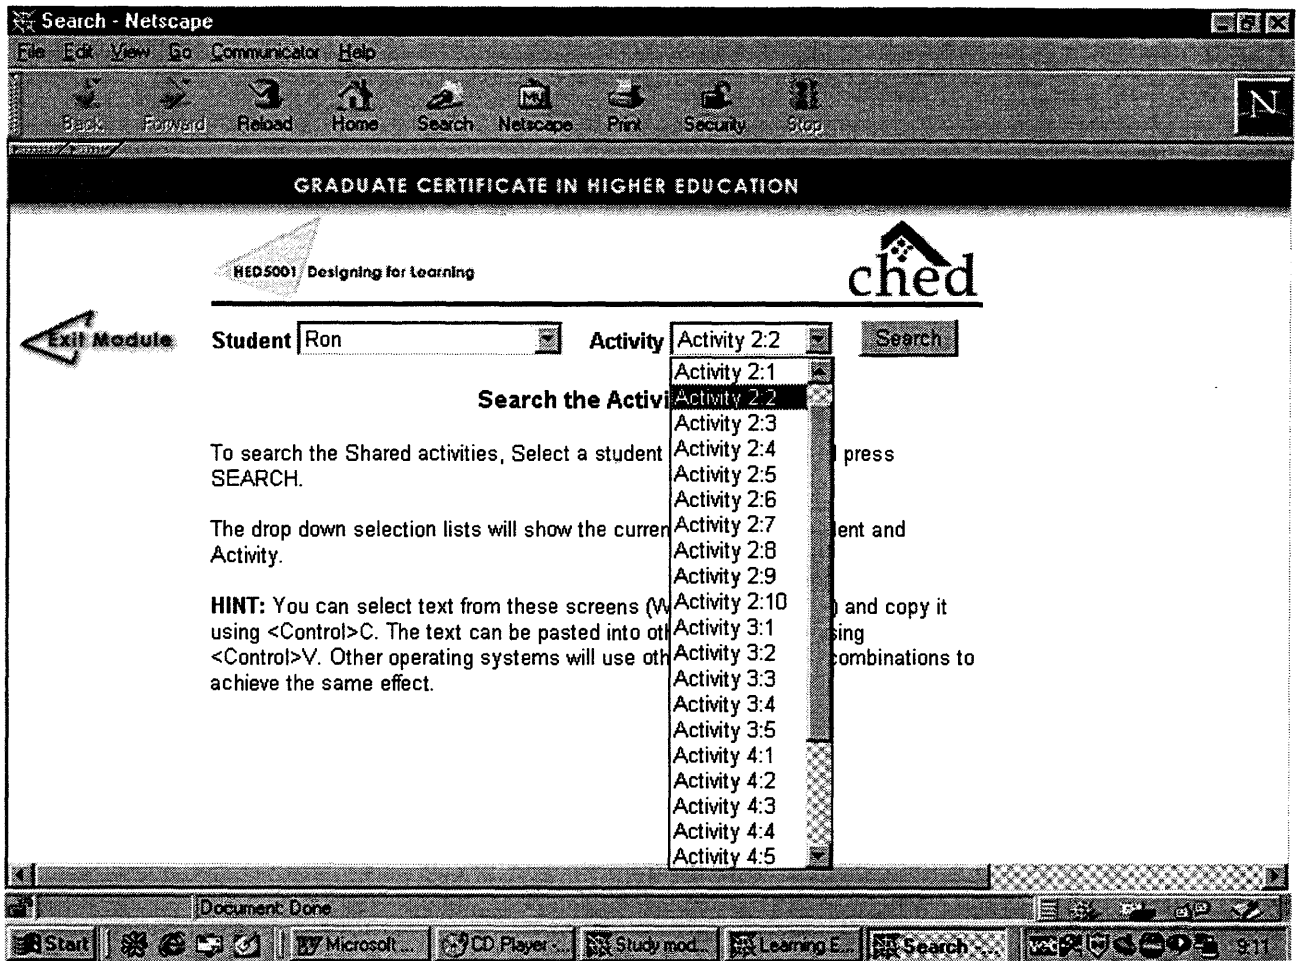 Search - Netscape
File Edit View Go Communicator Help
Back Forward Reload Home Search Netscape Print Security Stop
N
GRADUATE CERTIFICATE IN HIGHER EDUCATION
HED5001 Designing for Learning
ched
Exit Module
Student Ron Activity Activity 2:2 Search
Activity 2:1
Search the Activi Activity 2:2
Activity 2:3
To search the Shared activities, Select a student Activity 2:4 press
SEARCH. Activity 2:5
Activity 2:6
The drop down selection lists will show the curren Activity 2:7 ent and
Activity. Activity 2:8
Activity 2:9
HINT: You can select text from these screens (W Activity 2:10 ) and copy it
using <Control>C. The text can be pasted into oth Activity 3:1 sing
<Control>V. Other operating systems will use oth Activity 3:2 ombinations to
achieve the same effect. Activity 3:3
Activity 3:4
Activity 3:5
Activity 4:1
Activity 4:2
Activity 4:3
Activity 4:4
Activity 4:5
Document: Done
Start Microsoft ... CD Player -... Study mod... Learning E... Search -... 9:11